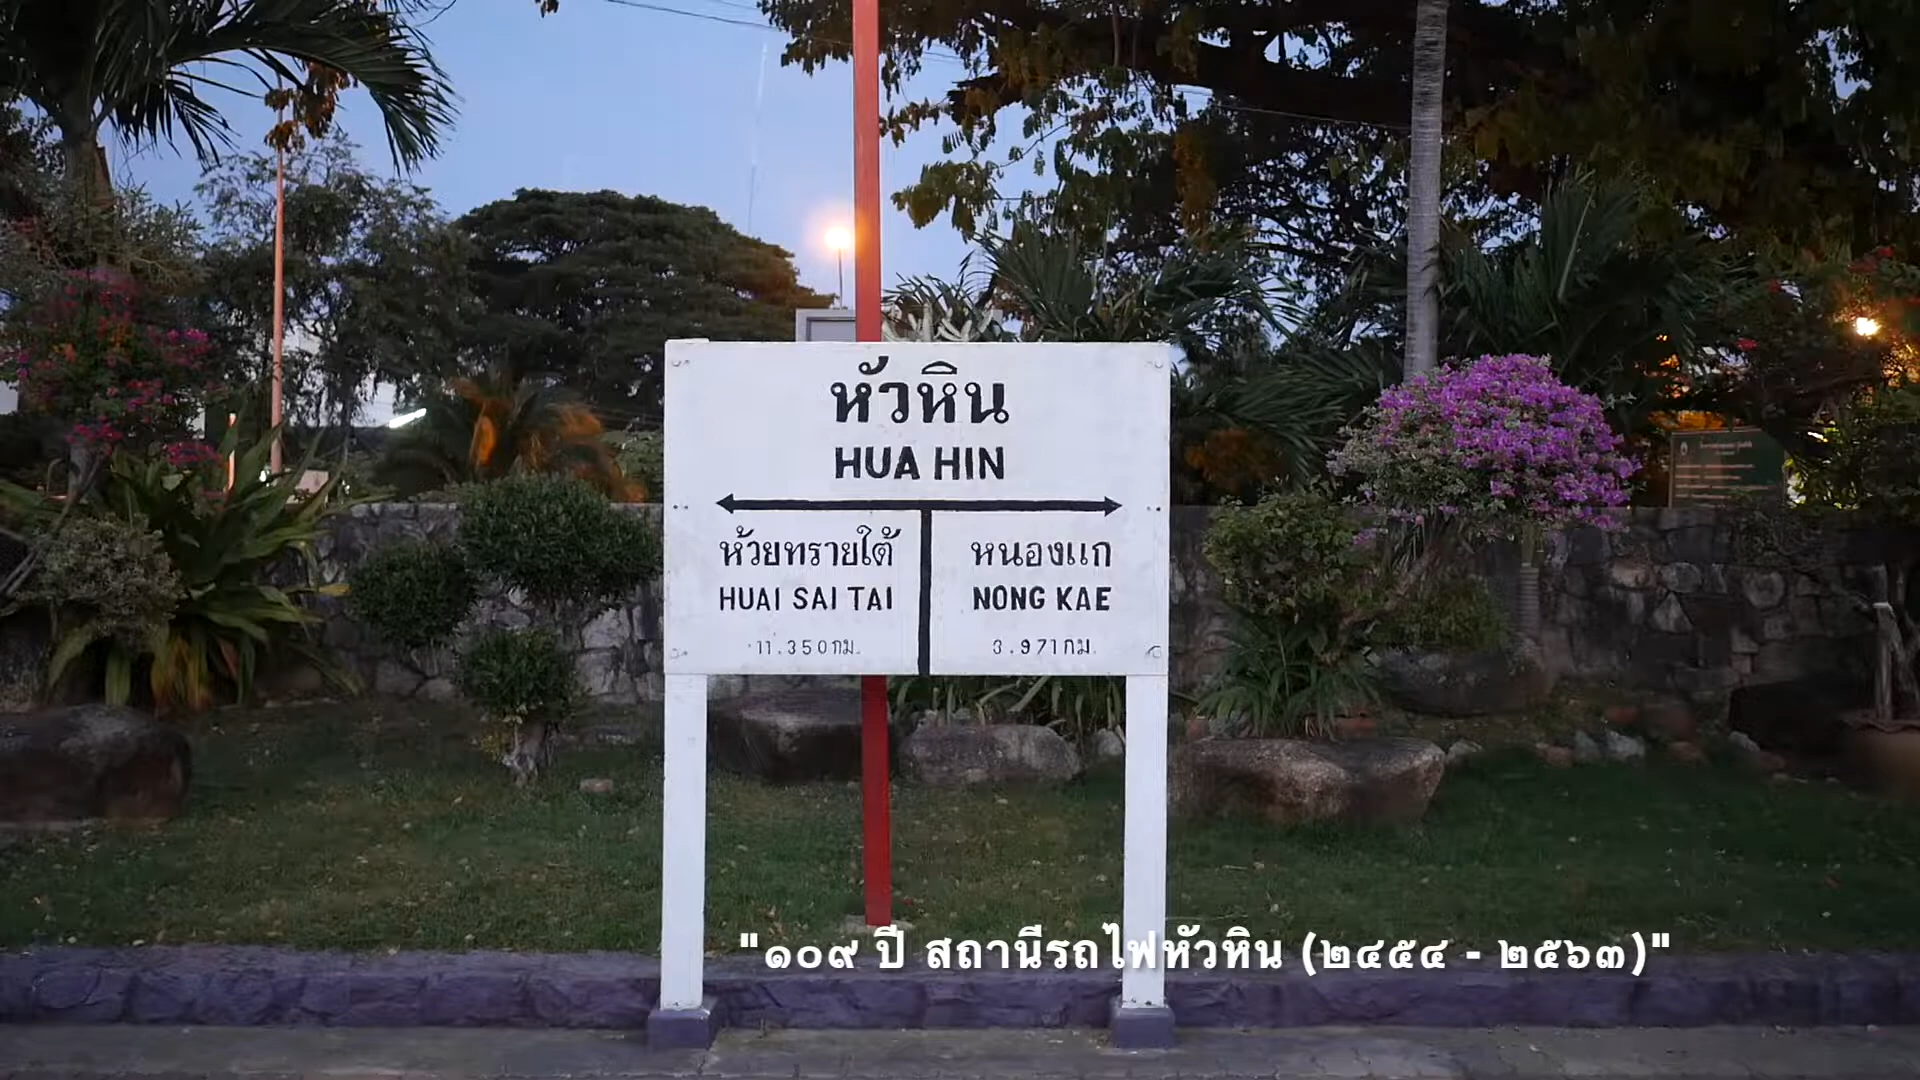 หัวหิน
HUA HIN
ห้วยทรายใต้
HUAI SAI TAI
11.350กม.
หนองแก
NONG KAE
3.971กม.
"๑๐๙ ปี สถานีรถไฟหัวหิน (๒๔๕๔ - ๒๕๖๓)"